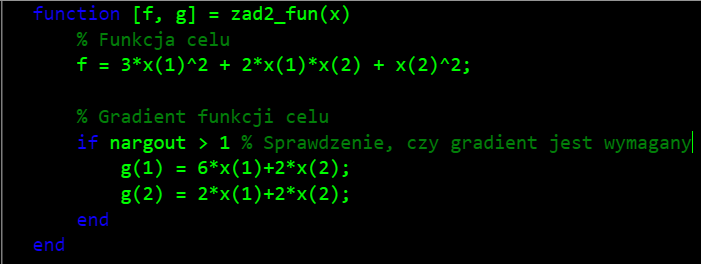 function [f, g] = zad2_fun(x)
    % Funkcja celu
    f = 3*x(1)^2 + 2*x(1)*x(2) + x(2)^2;

    % Gradient funkcji celu
    if nargout > 1 % Sprawdzenie, czy gradient jest wymagany
        g(1) = 6*x(1)+2*x(2);
        g(2) = 2*x(1)+2*x(2);
    end
end